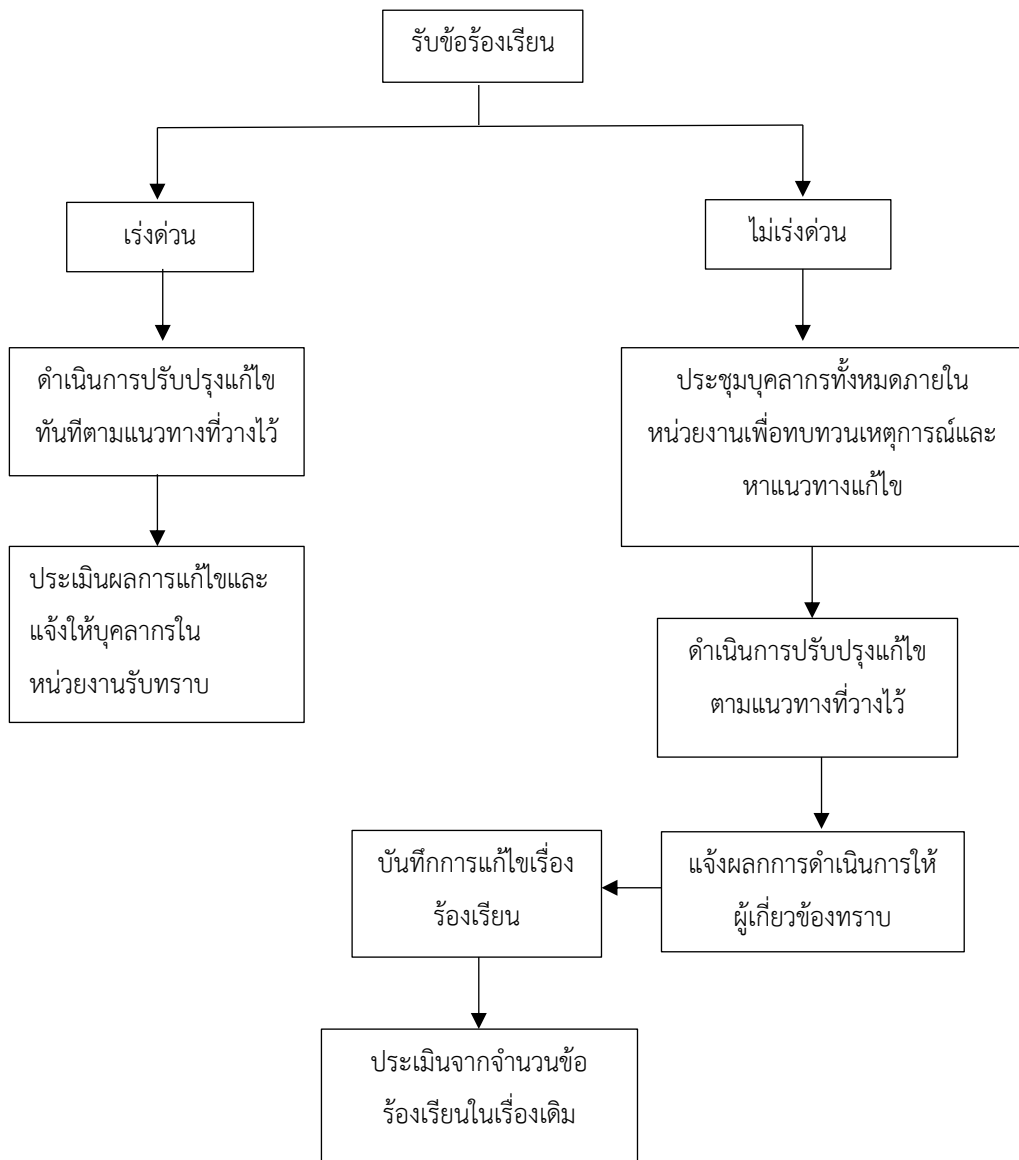 รับข้อร้องเรียน
เร่งด่วน
ไม่เร่งด่วน
ดำเนินการปรับปรุงแก้ไข
ทันทีตามแนวทางที่วางไว้
ประชุมบุคลากรทั้งหมดภายใน
หน่วยงานเพื่อทบทวนเหตุการณ์และ
หาแนวทางแก้ไข
ประเมินผลการแก้ไขและ
แจ้งให้บุคลากรใน
หน่วยงานรับทราบ
ดำเนินการปรับปรุงแก้ไข
ตามแนวทางที่วางไว้
แจ้งผลกการดำเนินการให้
ผู้เกี่ยวข้องทราบ
บันทึกการแก้ไขเรื่อง
ร้องเรียน
ประเมินจากจำนวนข้อ
ร้องเรียนในเรื่องเดิม